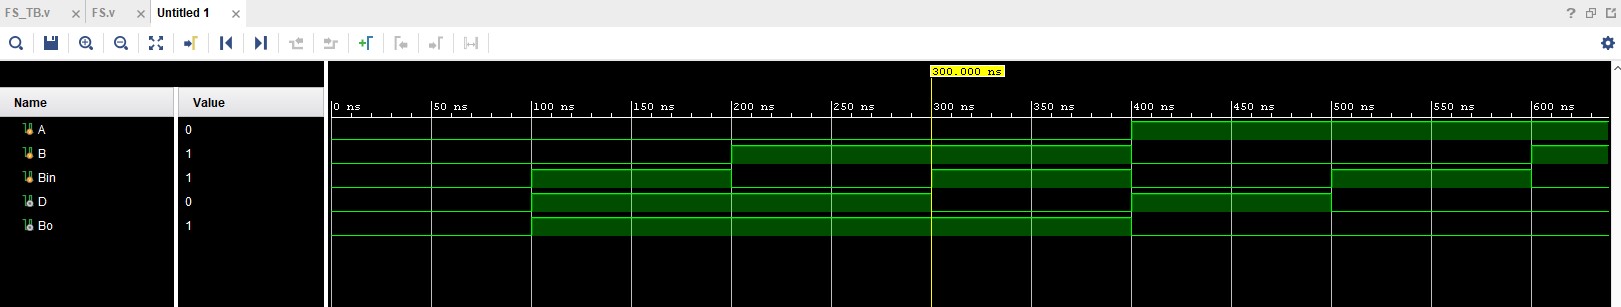 FS_TB.v × FS.v × Untitled 1 ×
?
300.000 ns
Name Value
0 ns 50 ns 100 ns 150 ns 200 ns 250 ns 300 ns 350 ns 400 ns 450 ns 500 ns 550 ns 600 ns
A 0
B 1
Bin 1
D 0
Bo 1